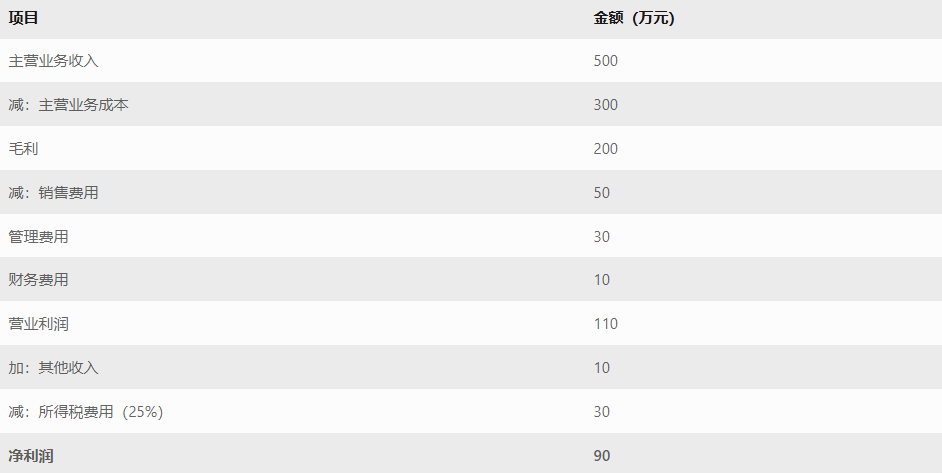 项目 金额（万元）
主营业务收入 500
减：主营业务成本 300
毛利 200
减：销售费用 50
管理费用 30
财务费用 10
营业利润 110
加：其他收入 10
减：所得税费用（25%） 30
净利润 90